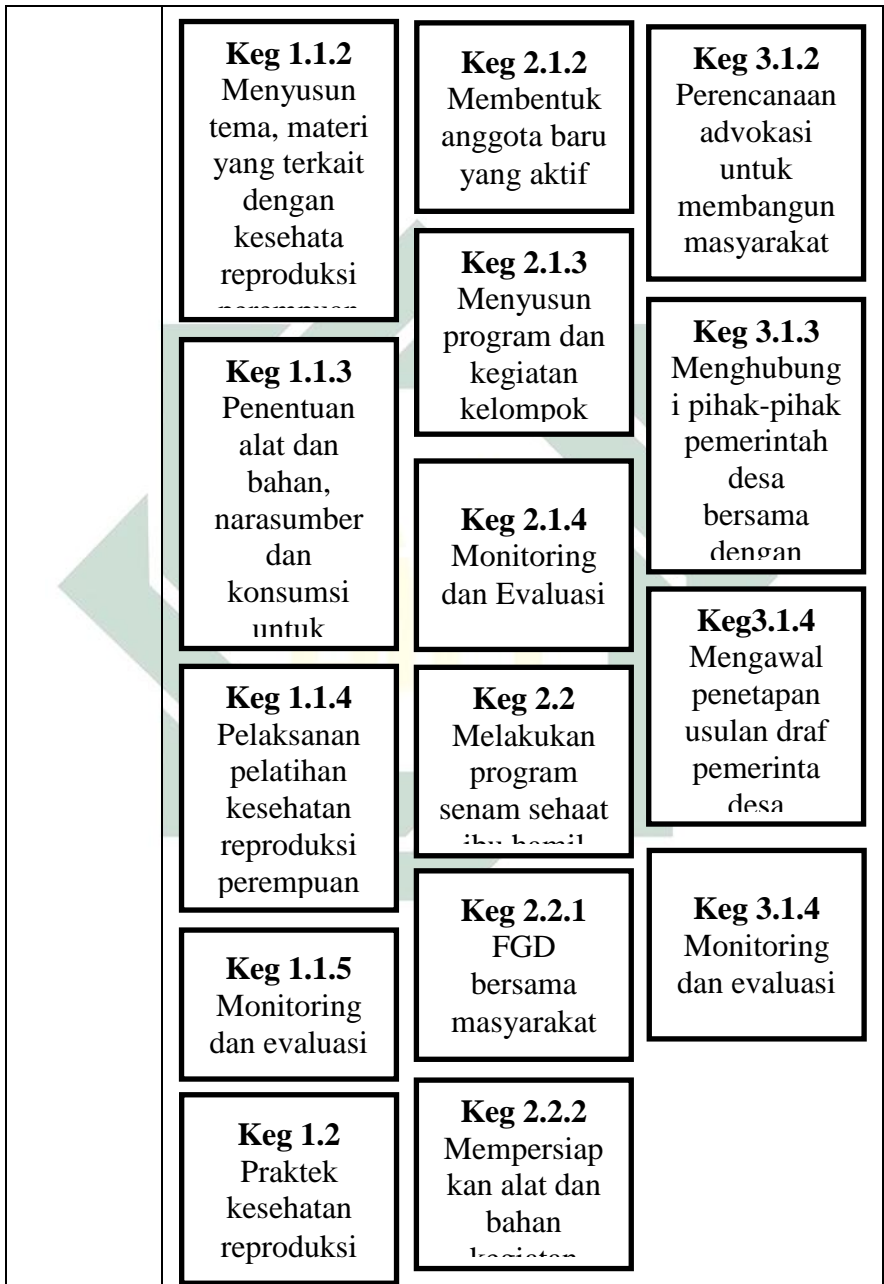 Keg 1.1.2
Menyusun
tema, materi
yang terkait
dengan
kesehata
reproduksi
perempuan
Keg 1.1.3
Penentuan
alat dan
bahan,
narasumber
dan
konsumsi
untuk
Keg 1.1.4
Pelaksanan
pelatihan
kesehatan
reproduksi
perempuan
Keg 1.1.5
Monitoring
dan evaluasi
Keg 1.2
Praktek
kesehatan
reproduksi
Keg 2.1.2
Membentuk
anggota baru
yang aktif
Keg 2.1.3
Menyusun
program dan
kegiatan
kelompok
Keg 2.1.4
Monitoring
dan Evaluasi
Keg 2.2
Melakukan
program
senam sehaat
ibu hamil
Keg 2.2.1
FGD
bersama
masyarakat
Keg 2.2.2
Mempersiap
kan alat dan
bahan
kegiatan
Keg 3.1.2
Perencanaan
advokasi
untuk
membangun
masyarakat
Keg 3.1.3
Menghubung
i pihak-pihak
pemerintah
desa
bersama
dengan
Keg3.1.4
Mengawal
penetapan
usulan draf
pemerinta
desa
Keg 3.1.4
Monitoring
dan evaluasi